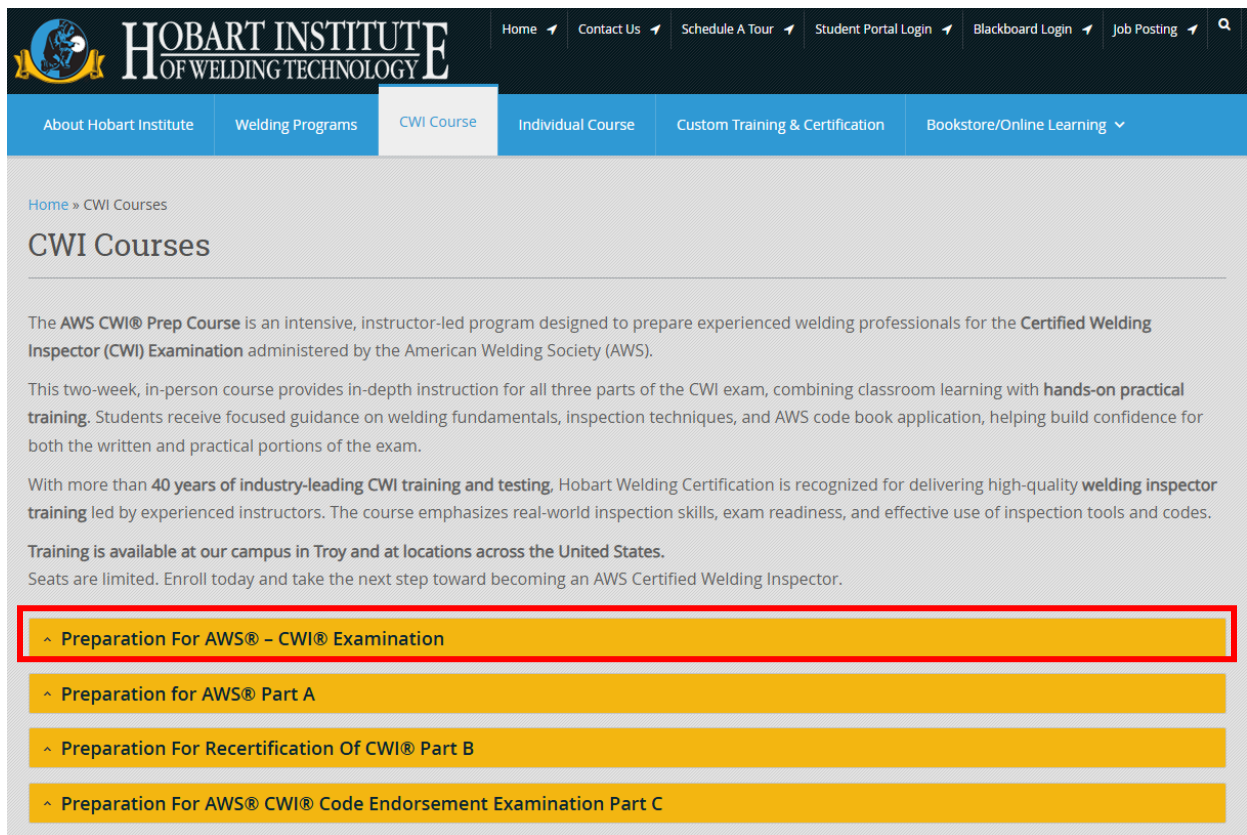 HOBART INSTITUTE
OF WELDING TECHNOLOGY
Home Contact Us Schedule A Tour Student Portal Login Blackboard Login Job Posting
About Hobart Institute Welding Programs CWI Course Individual Course Custom Training & Certification Bookstore/Online Learning
Home » CWI Courses
CWI Courses
The AWS CWI® Prep Course is an intensive, instructor-led program designed to prepare experienced welding professionals for the Certified Welding
Inspector (CWI) Examination administered by the American Welding Society (AWS).
This two-week, in-person course provides in-depth instruction for all three parts of the CWI exam, combining classroom learning with hands-on practical
training. Students receive focused guidance on welding fundamentals, inspection techniques, and AWS code book application, helping build confidence for
both the written and practical portions of the exam.
With more than 40 years of industry-leading CWI training and testing, Hobart Welding Certification is recognized for delivering high-quality welding inspector
training led by experienced instructors. The course emphasizes real-world inspection skills, exam readiness, and effective use of inspection tools and codes.
Training is available at our campus in Troy and at locations across the United States.
Seats are limited. Enroll today and take the next step toward becoming an AWS Certified Welding Inspector.
Preparation For AWS® – CWI® Examination
Preparation for AWS® Part A
Preparation For Recertification Of CWI® Part B
Preparation For AWS® CWI® Code Endorsement Examination Part C